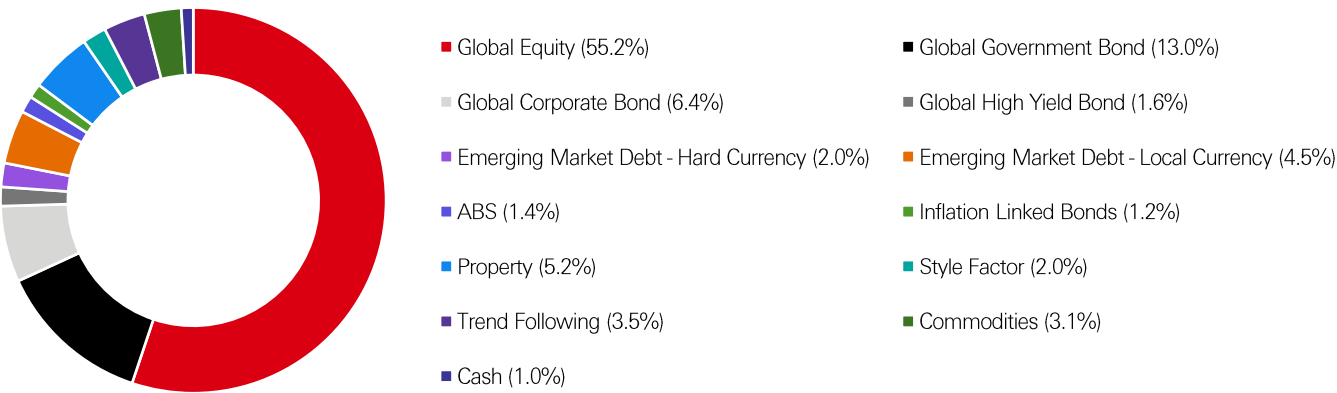 Global Equity (55.2%)
Global Government Bond (13.0%)
Global Corporate Bond (6.4%)
Global High Yield Bond (1.6%)
Emerging Market Debt - Hard Currency (2.0%)
Emerging Market Debt - Local Currency (4.5%)
ABS (1.4%)
Inflation Linked Bonds (1.2%)
Property (5.2%)
Style Factor (2.0%)
Trend Following (3.5%)
Commodities (3.1%)
Cash (1.0%)